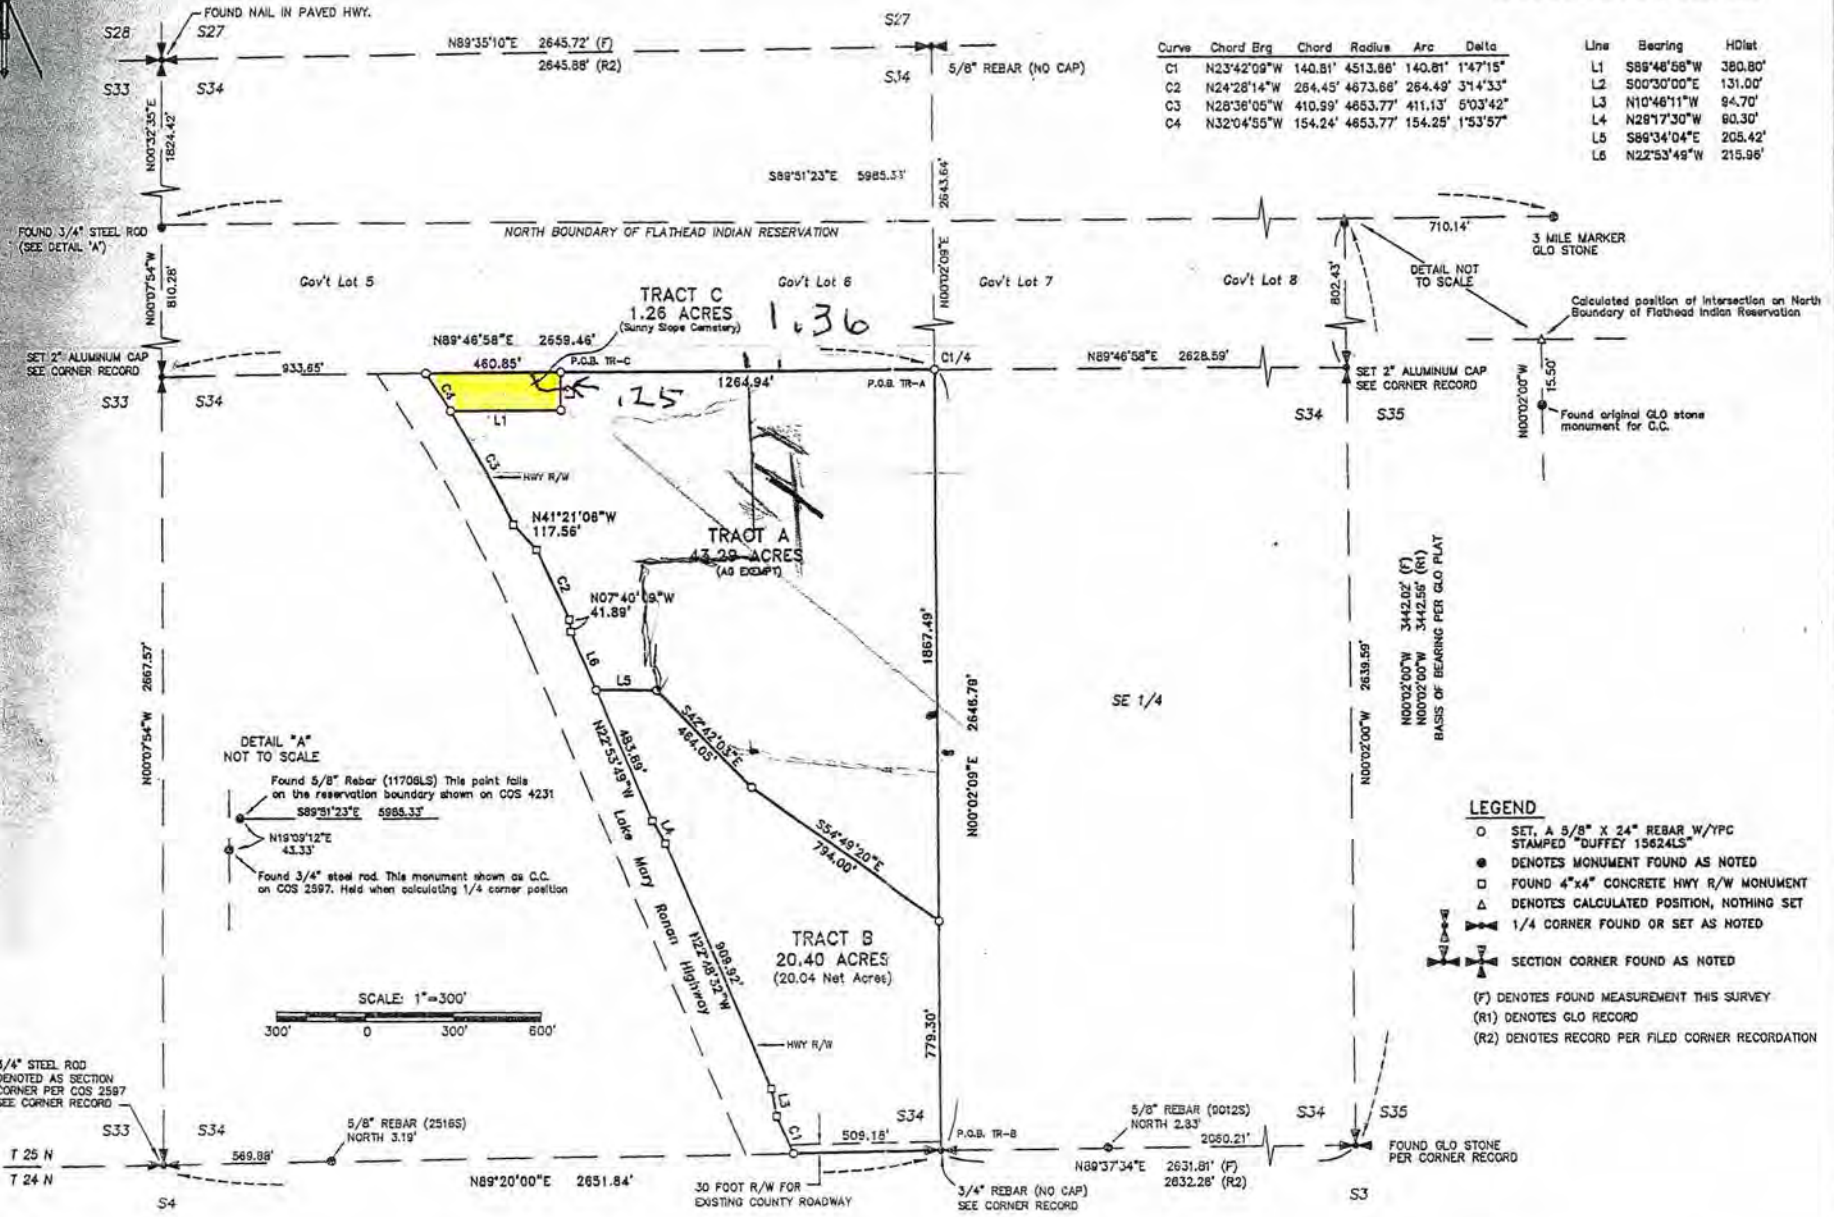 FOUND NAIL IN PAVED HWY.
S28
S27
S33
S34
N89°35'10"E 2645.72' (F)
2645.88' (R2)
S27
S34
5/8" REBAR (NO CAP)
Curve Chord Brg Chord Radius Arc Delta
C1 N23°42'09"W 140.81' 4513.66' 140.81' 1°47'15"
C2 N24°28'14"W 264.45' 4673.66' 264.49' 3°14'33"
C3 N28°36'05"W 410.99' 4653.77' 411.13' 5°03'42"
C4 N32°04'55"W 154.24' 4653.77' 154.25' 1°53'57"
Line Bearing HDist
L1 S89°46'58"W 380.80'
L2 S00°30'00"E 131.00'
L3 N10°46'11"W 94.70'
L4 N29°17'30"W 90.30'
L5 S89°34'04"E 205.42'
L6 N22°53'49"W 215.96'
N00°32'35"E
1824.42'
S89°51'23"E 5985.33'
2643.64'
N00°02'09"E
FOUND 3/4" STEEL ROD
(SEE DETAIL "A")
NORTH BOUNDARY OF FLATHEAD INDIAN RESERVATION
710.14'
3 MILE MARKER
GLO STONE
N00°07'54"W
810.28'
Gov't Lot 5
Gov't Lot 6
Gov't Lot 7
Gov't Lot 8
802.43'
DETAIL NOT
TO SCALE
Calculated position of intersection on North
Boundary of Flathead Indian Reservation
TRACT C
1.26 ACRES
(Sunny Slope Cemetery)
1.36
SET 2" ALUMINUM CAP
SEE CORNER RECORD
933.65'
N89°46'58"E 2659.46'
460.85'
P.O.B. TR-C
1264.94'
P.O.B. TR-A
C1/4
N89°46'58"E 2628.59'
SET 2" ALUMINUM CAP
SEE CORNER RECORD
N00°02'00"W
15.50'
Found original GLO stone
monument for C.C.
S33
S34
S34
S35
C4
L1
.25
C3
HWY R/W
N41°21'06"W
117.56'
TRACT A
43.29 ACRES
(AG EXEMPT)
C2
N07°40'19"W
41.89'
L6
L5
1867.49'
N00°02'09"E 2646.79'
SE 1/4
N00°02'00"W 2639.59'
N00°02'00"W 3442.02' (F)
N00°02'00"W 3442.56' (R1)
BASIS OF BEARING PER GLO PLAT
N00°07'54"W 2667.57'
S42°42'03"E
464.05'
483.89'
N22°53'49"W
L4
S54°49'20"E
794.00'
DETAIL "A"
NOT TO SCALE
Found 5/8" Rebar (11706LS) This point falls
on the reservation boundary shown on COS 4231
S89°51'23"E 5985.33'
N19°09'12"E
43.33'
Found 3/4" steel rod. This monument shown as C.C.
on COS 2597. Held when calculating 1/4 corner position
Lake Mary Ronan Highway
909.92'
N22°48'32"W
TRACT B
20.40 ACRES
(20.04 Net Acres)
LEGEND
SET, A 5/8" X 24" REBAR W/YPC
STAMPED "DUFFEY 15624LS"
DENOTES MONUMENT FOUND AS NOTED
FOUND 4"x4" CONCRETE HWY R/W MONUMENT
DENOTES CALCULATED POSITION, NOTHING SET
1/4 CORNER FOUND OR SET AS NOTED
SECTION CORNER FOUND AS NOTED
(F) DENOTES FOUND MEASUREMENT THIS SURVEY
(R1) DENOTES GLO RECORD
(R2) DENOTES RECORD PER FILED CORNER RECORDATION
SCALE: 1"=300'
300' 0 300' 600'
HWY R/W
779.30'
L3
C1
3/4" STEEL ROD
DENOTED AS SECTION
CORNER PER COS 2597
SEE CORNER RECORD
S33
S34
5/8" REBAR (2516S)
NORTH 3.19'
569.88'
N89°20'00"E 2651.84'
509.18'
S34
P.O.B. TR-B
5/8" REBAR (9012S)
NORTH 2.83'
2060.21'
N89°37'34"E 2631.81' (F)
2632.28' (R2)
S34
S35
FOUND GLO STONE
PER CORNER RECORD
T 25 N
T 24 N
S4
30 FOOT R/W FOR
EXISTING COUNTY ROADWAY
3/4" REBAR (NO CAP)
SEE CORNER RECORD
S3